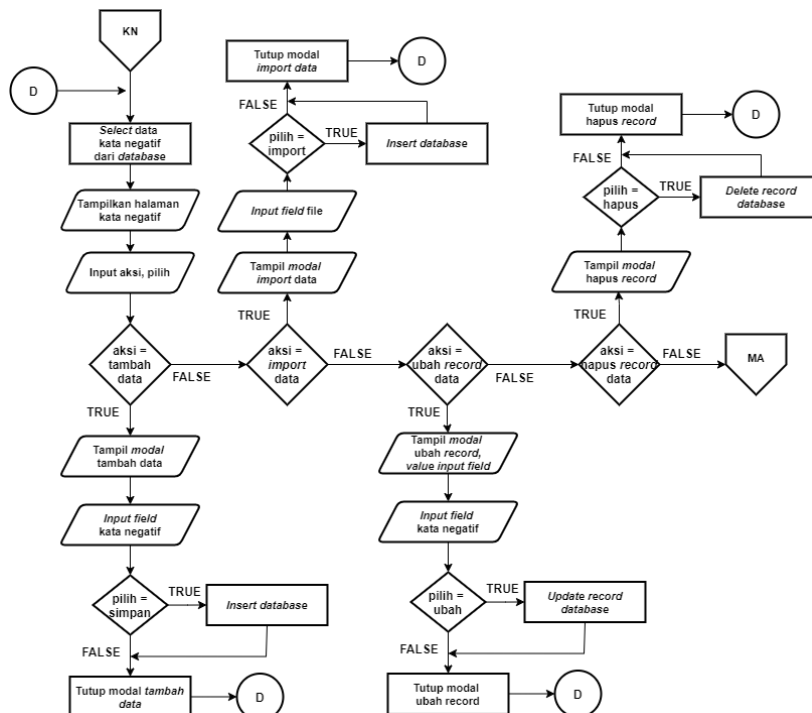 KN
D
Select data
kata negatif
dari database
Tampilkan halaman
kata negatif
Input aksi, pilih
aksi =
tambah
data
FALSE
TRUE
Tampil modal
tambah data
Input field
kata negatif
pilih =
simpan
TRUE
Insert database
FALSE
Tutup modal tambah
data
D
Tutup modal
import data
D
FALSE
pilih =
import
TRUE
Insert database
Input field file
Tampil modal
import data
TRUE
aksi =
import
data
FALSE
aksi =
ubah record
data
FALSE
TRUE
Tampil modal
ubah record,
value input field
Input field
kata negatif
pilih =
ubah
TRUE
Update record
database
FALSE
Tutup modal
ubah record
D
Tutup modal
hapus record
D
FALSE
pilih =
hapus
TRUE
Delete record
database
Tampil modal
hapus record
TRUE
aksi =
hapus record
data
FALSE
MA